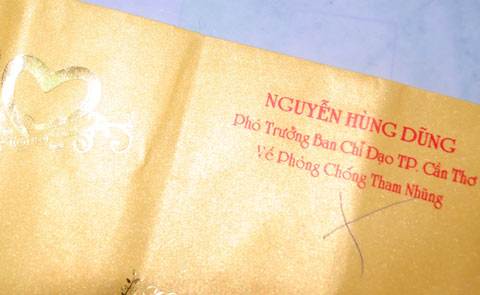 NGUYỄN HÙNG DŨNG
Phó Trưởng Ban Chỉ Đạo TP. Cần Thơ
Về Phòng Chống Tham Nhũng